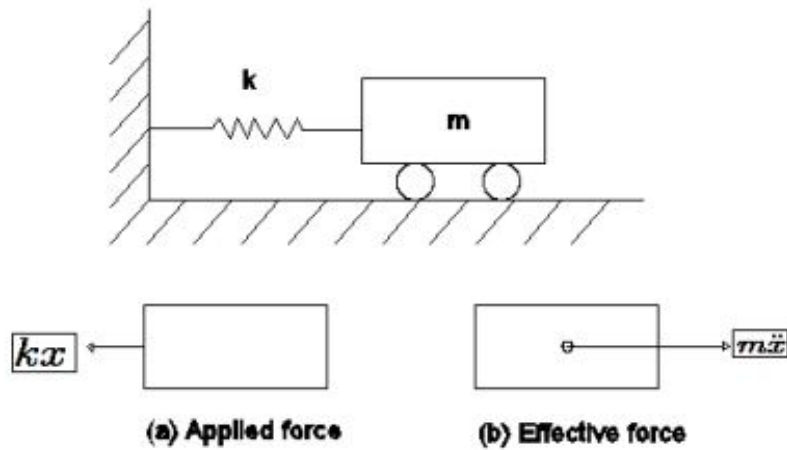 k
m
kx
mẍ
(a) Applied force
(b) Effective force